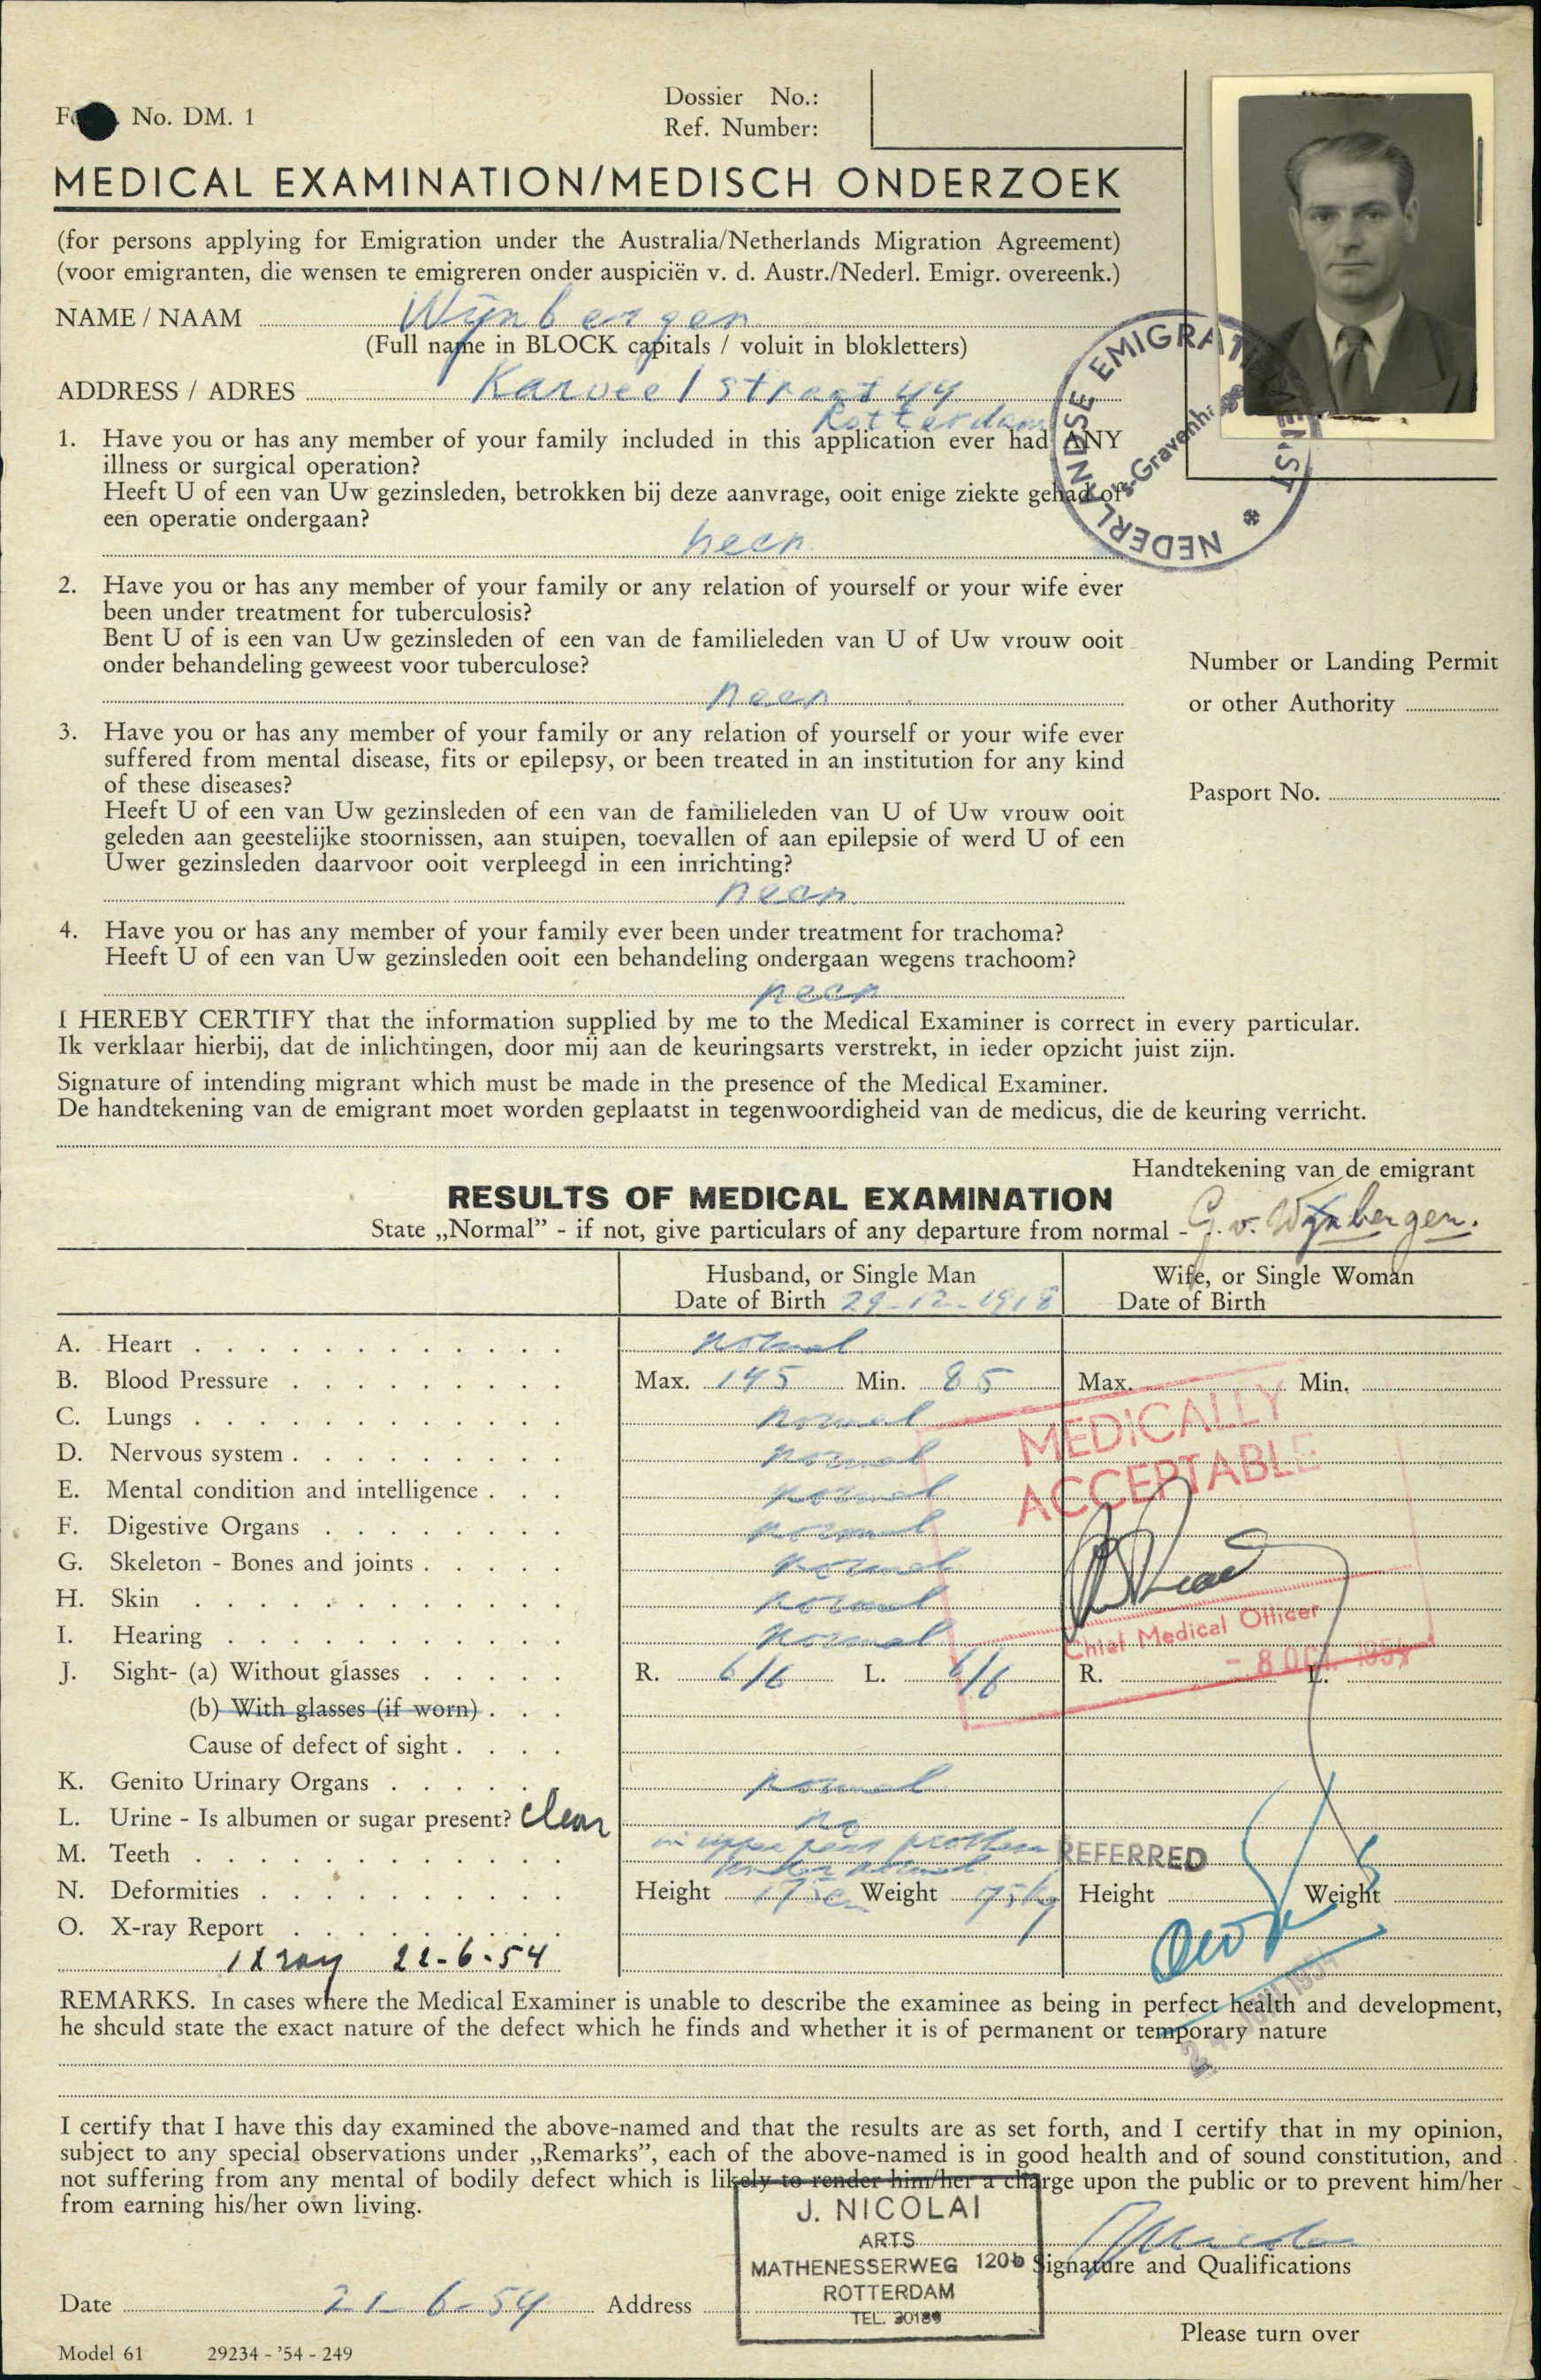 Dossier No.:
No. DM. 1
Ref. Number:
MEDICAL EXAMINATION/MEDISCH ONDERZOEK
(for persons applying for Emigration under the Australia/Netherlands Migration Agreement)
(voor emigranten, die wensen te emigreren onder auspiciën v. d. Austr./Nederl. Emigr. overeenk.)
NAME / NAAM Wijnbergen
(Full name in BLOCK capitals / voluit in blokletters)
ADDRESS / ADRES Karveelstraat 44
Rotterdam
NEDERLANDSE EMIGRATIEDIENST
's-Gravenhage
1. Have you or has any member of your family included in this application ever had ANY
illness or surgical operation?
Heeft U of een van Uw gezinsleden, betrokken bij deze aanvrage, ooit enige ziekte gehad of
een operatie ondergaan?
neen
2. Have you or has any member of your family or any relation of yourself or your wife ever
been under treatment for tuberculosis?
Bent U of is een van Uw gezinsleden of een van de familieleden van U of Uw vrouw ooit
onder behandeling geweest voor tuberculose?
neen
Number or Landing Permit
or other Authority
3. Have you or has any member of your family or any relation of yourself or your wife ever
suffered from mental disease, fits or epilepsy, or been treated in an institution for any kind
of these diseases?
Heeft U of een van Uw gezinsleden of een van de familieleden van U of Uw vrouw ooit
geleden aan geestelijke stoornissen, aan stuipen, toevallen of aan epilepsie of werd U of een
Uwer gezinsleden daarvoor ooit verpleegd in een inrichting?
neen
Pasport No.
4. Have you or has any member of your family ever been under treatment for trachoma?
Heeft U of een van Uw gezinsleden ooit een behandeling ondergaan wegens trachoom?
neen
I HEREBY CERTIFY that the information supplied by me to the Medical Examiner is correct in every particular.
Ik verklaar hierbij, dat de inlichtingen, door mij aan de keuringsarts verstrekt, in ieder opzicht juist zijn.
Signature of intending migrant which must be made in the presence of the Medical Examiner.
De handtekening van de emigrant moet worden geplaatst in tegenwoordigheid van de medicus, die de keuring verricht.
Handtekening van de emigrant
RESULTS OF MEDICAL EXAMINATION
State „Normal” - if not, give particulars of any departure from normal - G. v. Wijnbergen.
Husband, or Single Man Wife, or Single Woman
Date of Birth 29-12-1918 Date of Birth
A. Heart normal
B. Blood Pressure Max. 145 Min. 85 Max. Min.
C. Lungs normal
D. Nervous system normal
E. Mental condition and intelligence normal
F. Digestive Organs normal
G. Skeleton - Bones and joints normal
H. Skin normal
I. Hearing normal
J. Sight- (a) Without glasses R. 6/6 L. 6/6 R. L.
(b) With glasses (if worn)
Cause of defect of sight
MEDICALLY
ACCEPTABLE
Chief Medical Officer
- 8 OCT 1954
K. Genito Urinary Organs normal
L. Urine - Is albumen or sugar present? clear no
M. Teeth in upper jaw prothese
under normal
REFERRED
N. Deformities Height 175 c Weight 75 kg Height Weight
O. X-ray Report
1 X ray 22-6-54
REMARKS. In cases where the Medical Examiner is unable to describe the examinee as being in perfect health and development,
he shculd state the exact nature of the defect which he finds and whether it is of permanent or temporary nature
I certify that I have this day examined the above-named and that the results are as set forth, and I certify that in my opinion,
subject to any special observations under „Remarks”, each of the above-named is in good health and of sound constitution, and
not suffering from any mental of bodily defect which is likely to render him/her a charge upon the public or to prevent him/her
from earning his/her own living.
J. NICOLAI
ARTS
MATHENESSERWEG 120b
ROTTERDAM
TEL. 30189
Signature and Qualifications
Date 21-6-54 Address
Please turn over
Model 61 29234 - '54 - 249